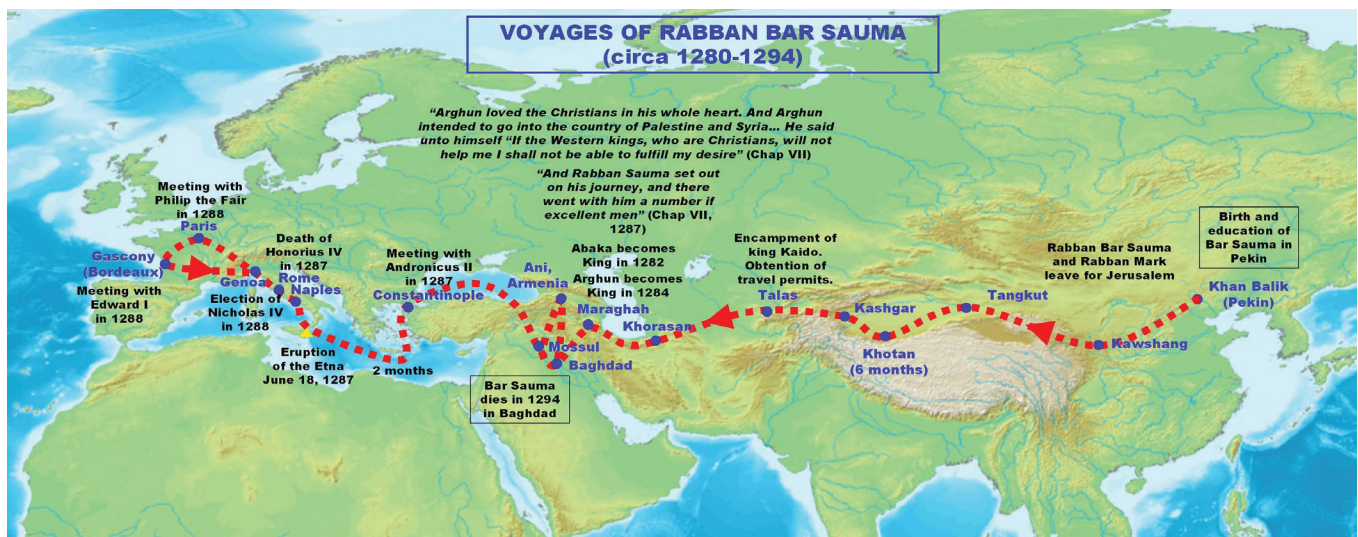 VOYAGES OF RABBAN BAR SAUMA
(circa 1280-1294)
“Arghun loved the Christians in his whole heart. And Arghun
intended to go into the country of Palestine and Syria... He said
unto himself “If the Western kings, who are Christians, will not
help me I shall not be able to fulfill my desire” (Chap VII)
“And Rabban Sauma set out
on his journey, and there
went with him a number if
excellent men” (Chap VII,
1287)
Meeting with
Philip the Fair
in 1288
Paris
Gascony
(Bordeaux)
Meeting with
Edward I
in 1288
Genoa
Death of
Honorius IV
in 1287
Rome
Naples
Election of
Nicholas IV
in 1288
Eruption
of the Etna
June 18, 1287
2 months
Meeting with
Andronicus II
in 1287
Constantinople
Ani,
Armenia
Abaka becomes
King in 1282
Arghun becomes
King in 1284
Maraghah
Khorasan
Mossul
Baghdad
Bar Sauma
dies in 1294
in Baghdad
Encampment of
king Kaido.
Obtention of
travel permits.
Talas
Kashgar
Khotan
(6 months)
Tangkut
Rabban Bar Sauma
and Rabban Mark
leave for Jerusalem
Kawshang
Birth and
education of
Bar Sauma in
Pekin
Khan Balik
(Pekin)